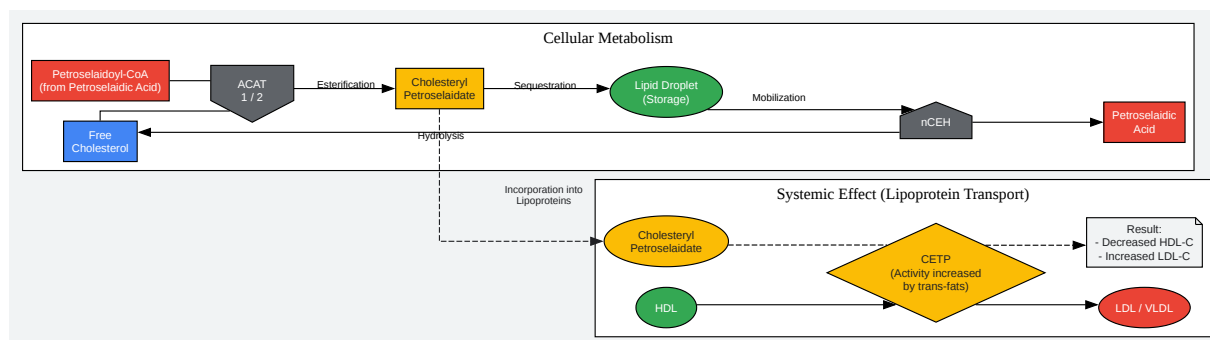 Cellular Metabolism
Petroselaidoyl-CoA
(from Petroselaidic Acid)
ACAT
1 / 2
Esterification
Cholesteryl
Petroselaidate
Sequestration
Lipid Droplet
(Storage)
Mobilization
nCEH
Petroselaidic
Acid
Free
Cholesterol
Hydrolysis
Incorporation into
Lipoproteins
Systemic Effect (Lipoprotein Transport)
Cholesteryl
Petroselaidate
CETP
(Activity increased
by trans-fats)
Result:
- Decreased HDL-C
- Increased LDL-C
HDL
LDL / VLDL